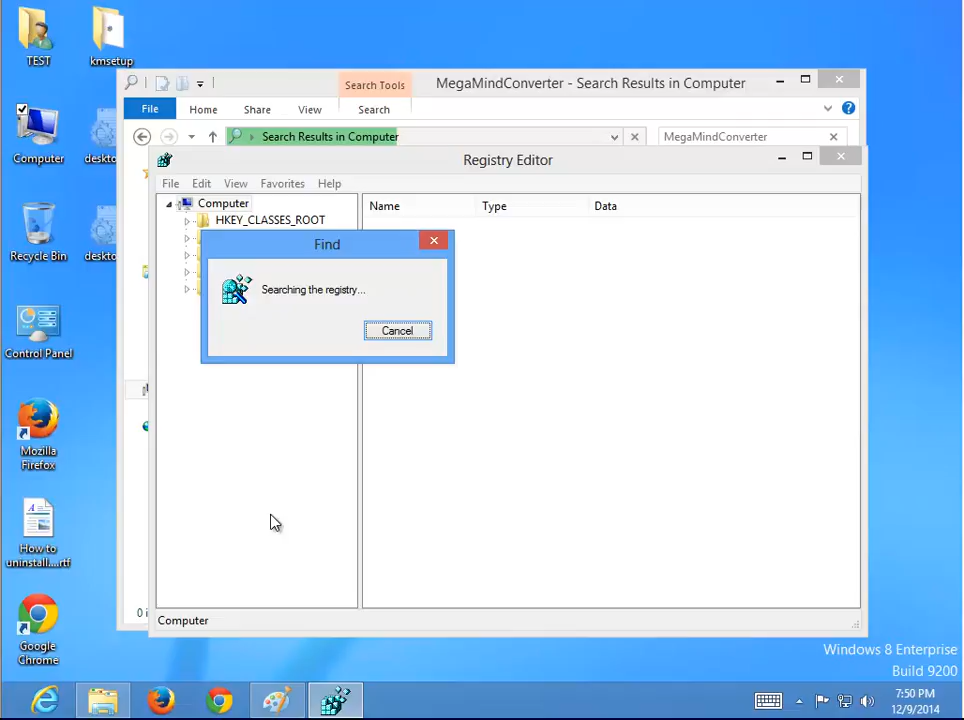 TEST
kmsetup
Computer
deskto
Recycle Bin
deskto
Control Panel
Mozilla
Firefox
How to
uninstall....rtf
Google
Chrome
Search Tools
MegaMindConverter - Search Results in Computer
File
Home
Share
View
Search
Search Results in Computer
MegaMindConverter
0 i
Registry Editor
File
Edit
View
Favorites
Help
Computer
HKEY_CLASSES_ROOT
Name
Type
Data
Find
Searching the registry...
Cancel
Computer
Windows 8 Enterprise
Build 9200
7:50 PM
12/9/2014